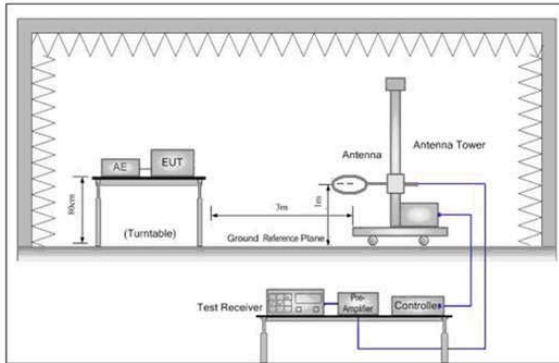 AE
EUT
Antenna
Antenna Tower
80cm
(Turntable)
3m
1m
Ground Reference Plane
Test Receiver
Pre-
Amplifier
Controller